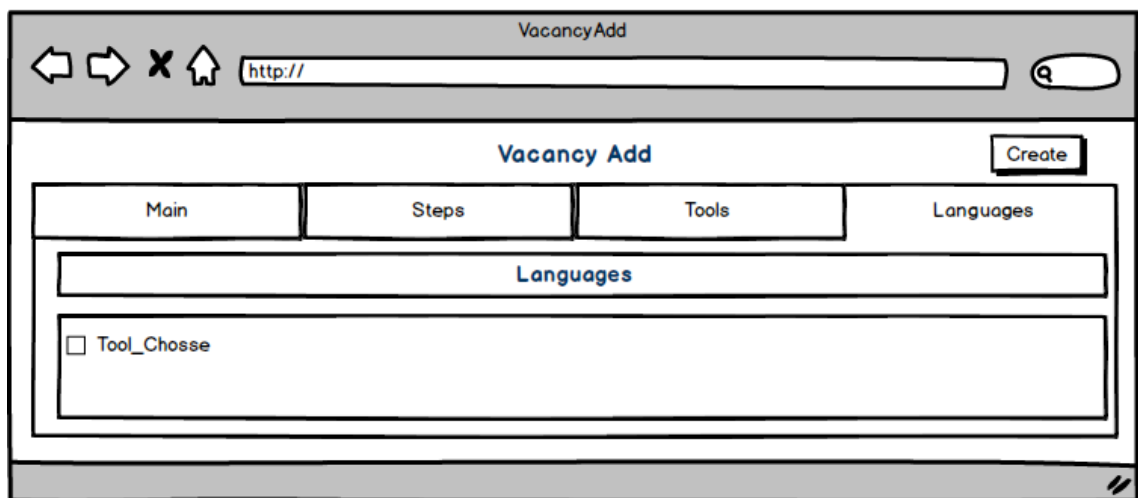 VacancyAdd
http://
Vacancy Add
Create
Main Steps Tools Languages
Languages
Tool_Chosse